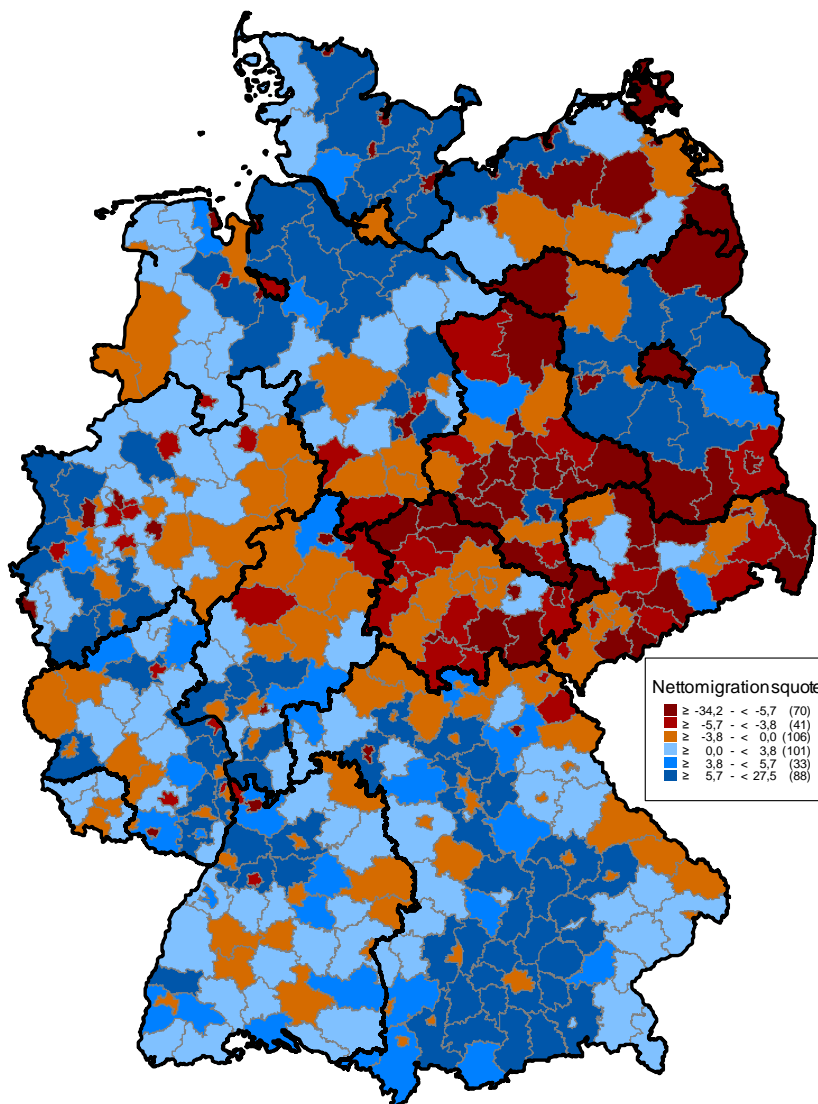 Nettomigrationsquote
≥ -34,2 - < -5,7 (70)
≥ -5,7 - < -3,8 (41)
≥ -3,8 - < 0,0 (106)
≥ 0,0 - < 3,8 (101)
≥ 3,8 - < 5,7 (33)
≥ 5,7 - < 27,5 (88)